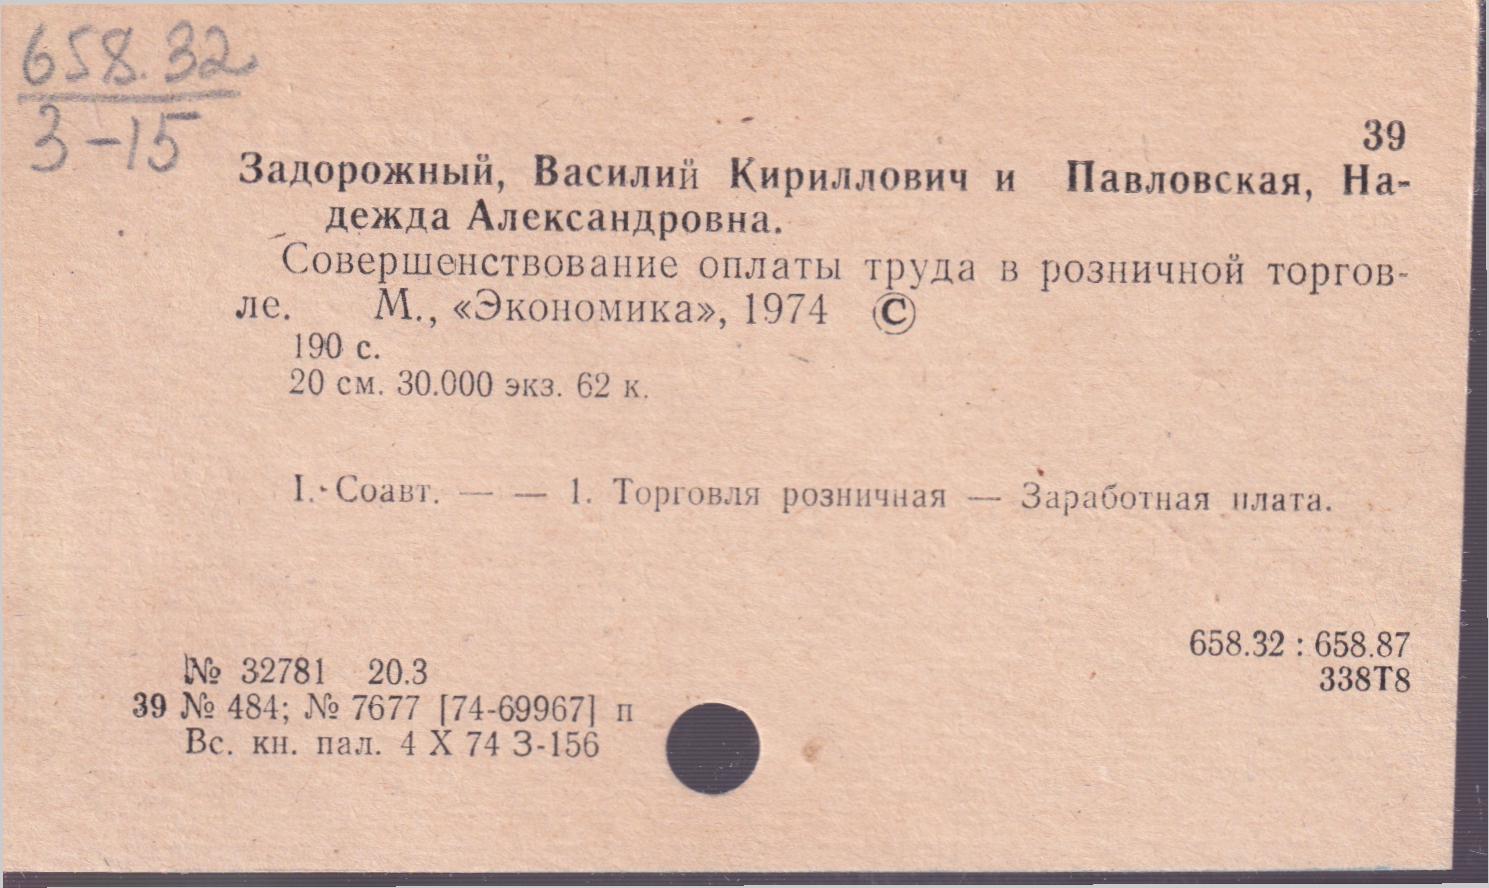 658.32
З-15
39
Задорожный, Василий Кириллович и Павловская, На-
дежда Александровна.
Совершенствование оплаты труда в розничной торгов-
ле. М., «Экономика», 1974 ©
190 с.
20 см. 30.000 экз. 62 к.
I. Соавт. — — 1. Торговля розничная — Заработная плата.
658.32 : 658.87
338Т8
№ 32781 20.3
39 № 484; № 7677 [74-69967] п
Вс. кн. пал. 4 X 74 З-156